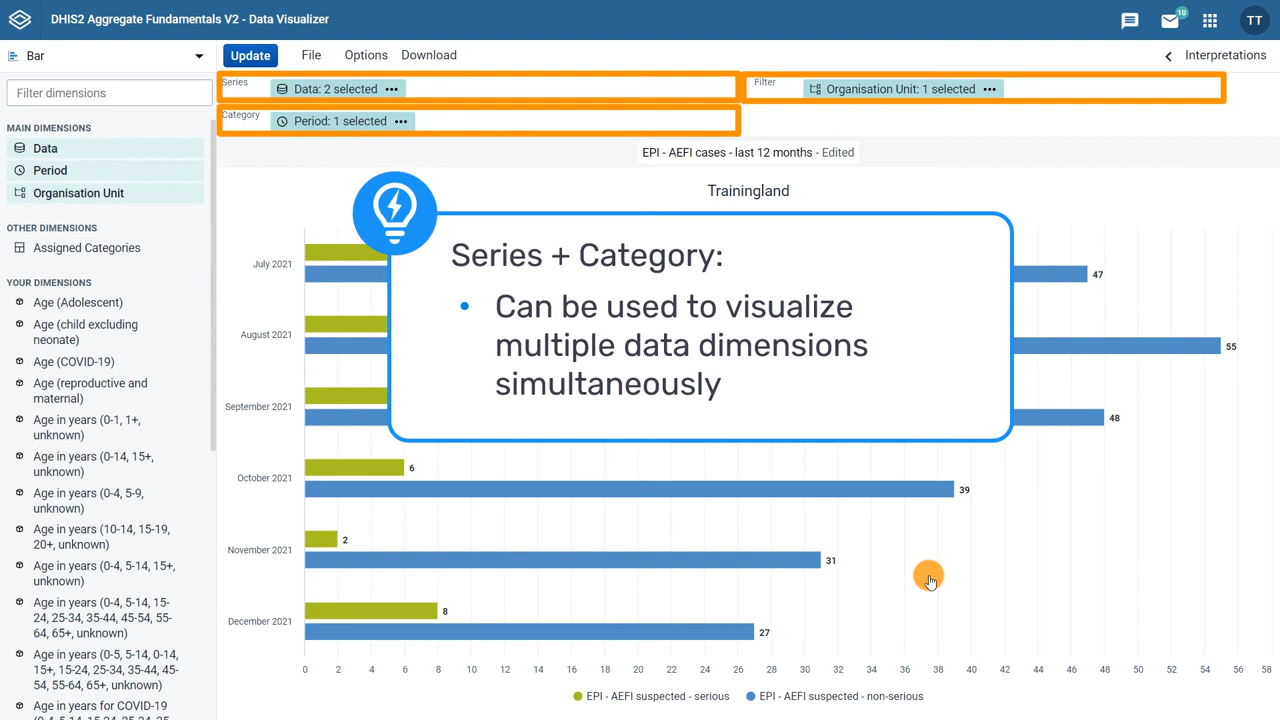 DHIS2 Aggregate Fundamentals V2 - Data Visualizer
10
TT
Bar
Update
File
Options
Download
Interpretations
Filter dimensions
Series
Data: 2 selected
Filter
Organisation Unit: 1 selected
Category
Period: 1 selected
MAIN DIMENSIONS
Data
Period
Organisation Unit
OTHER DIMENSIONS
Assigned Categories
YOUR DIMENSIONS
Age (Adolescent)
Age (child excluding
neonate)
Age (COVID-19)
Age (reproductive and
maternal)
Age in years (0-1, 1+,
unknown)
Age in years (0-14, 15+,
unknown)
Age in years (0-4, 5-9,
unknown)
Age in years (10-14, 15-19,
20+, unknown)
Age in years (0-4, 5-14, 15+,
unknown)
Age in years (0-4, 5-14, 15-
24, 25-34, 35-44, 45-54, 55-
64, 65+, unknown)
Age in years (0-5, 5-14, 0-14,
15+, 15-24, 25-34, 35-44, 45-
54, 55-64, 65+, unknown)
Age in years for COVID-19
EPI - AEFI cases - last 12 months - Edited
Trainingland
Series + Category:
• Can be used to visualize
multiple data dimensions
simultaneously
July 2021
47
August 2021
55
September 2021
48
October 2021
6
39
November 2021
2
31
December 2021
8
27
0 2 4 6 8 10 12 14 16 18 20 22 24 26 28 30 32 34 36 38 40 42 44 46 48 50 52 54 56 58
EPI - AEFI suspected - serious
EPI - AEFI suspected - non-serious